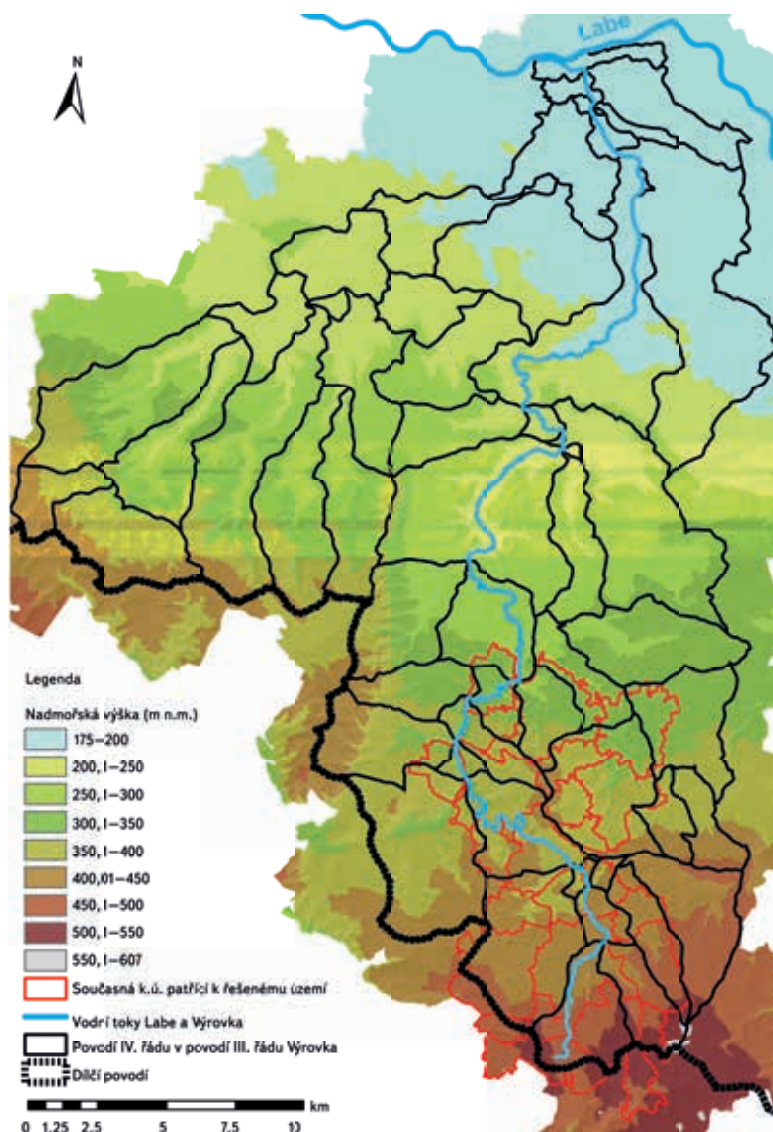 Labe
N
Legenda
Nadmořská výška (m n.m.)
175–200
200,1–250
250,1–300
300,1–350
350,1–400
400,01–450
450,1–500
500,1–550
550,1–607
Současná k.ú. patřící k řešenému území
Vodrí toky Labe a Výrovka
Povodí IV. řádu v povodí III. řádu Výrovka
Dílčí povodí
0 1,25 2,5 5 7,5 10 km